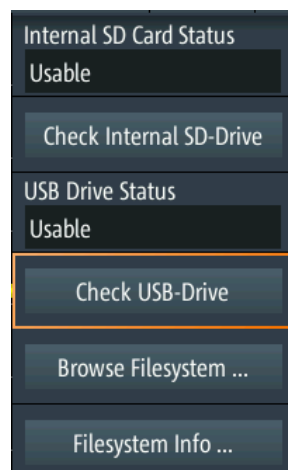 Internal SD Card Status
Usable
Check Internal SD-Drive
USB Drive Status
Usable
Check USB-Drive
Browse Filesystem ...
Filesystem Info ...